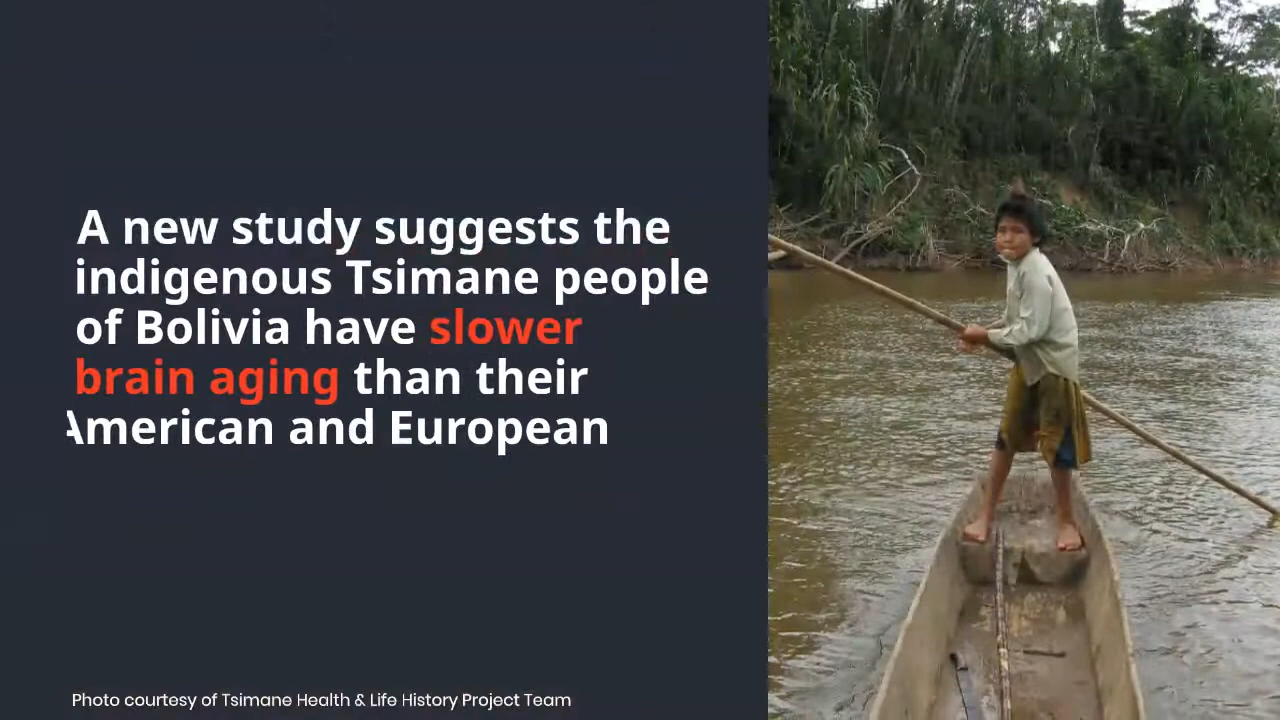 A new study suggests the
indigenous Tsimane people
of Bolivia have slower
brain aging than their
American and European
Photo courtesy of Tsimane Health & Life History Project Team